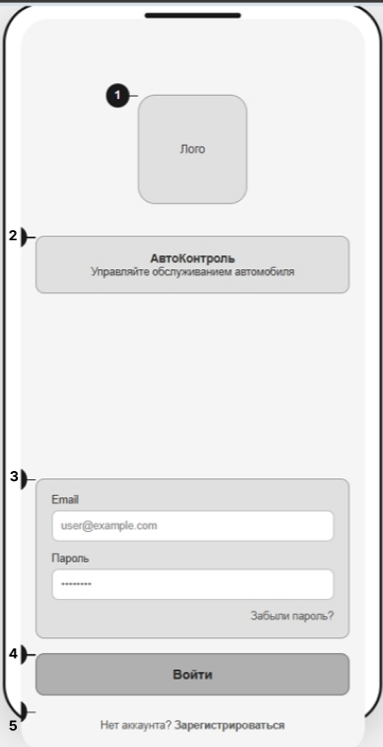 1
Лого
2
АвтоКонтроль
Управляйте обслуживанием автомобиля
3
Email
user@example.com
Пароль
••••••••
Забыли пароль?
4
Войти
5
Нет аккаунта? Зарегистрироваться